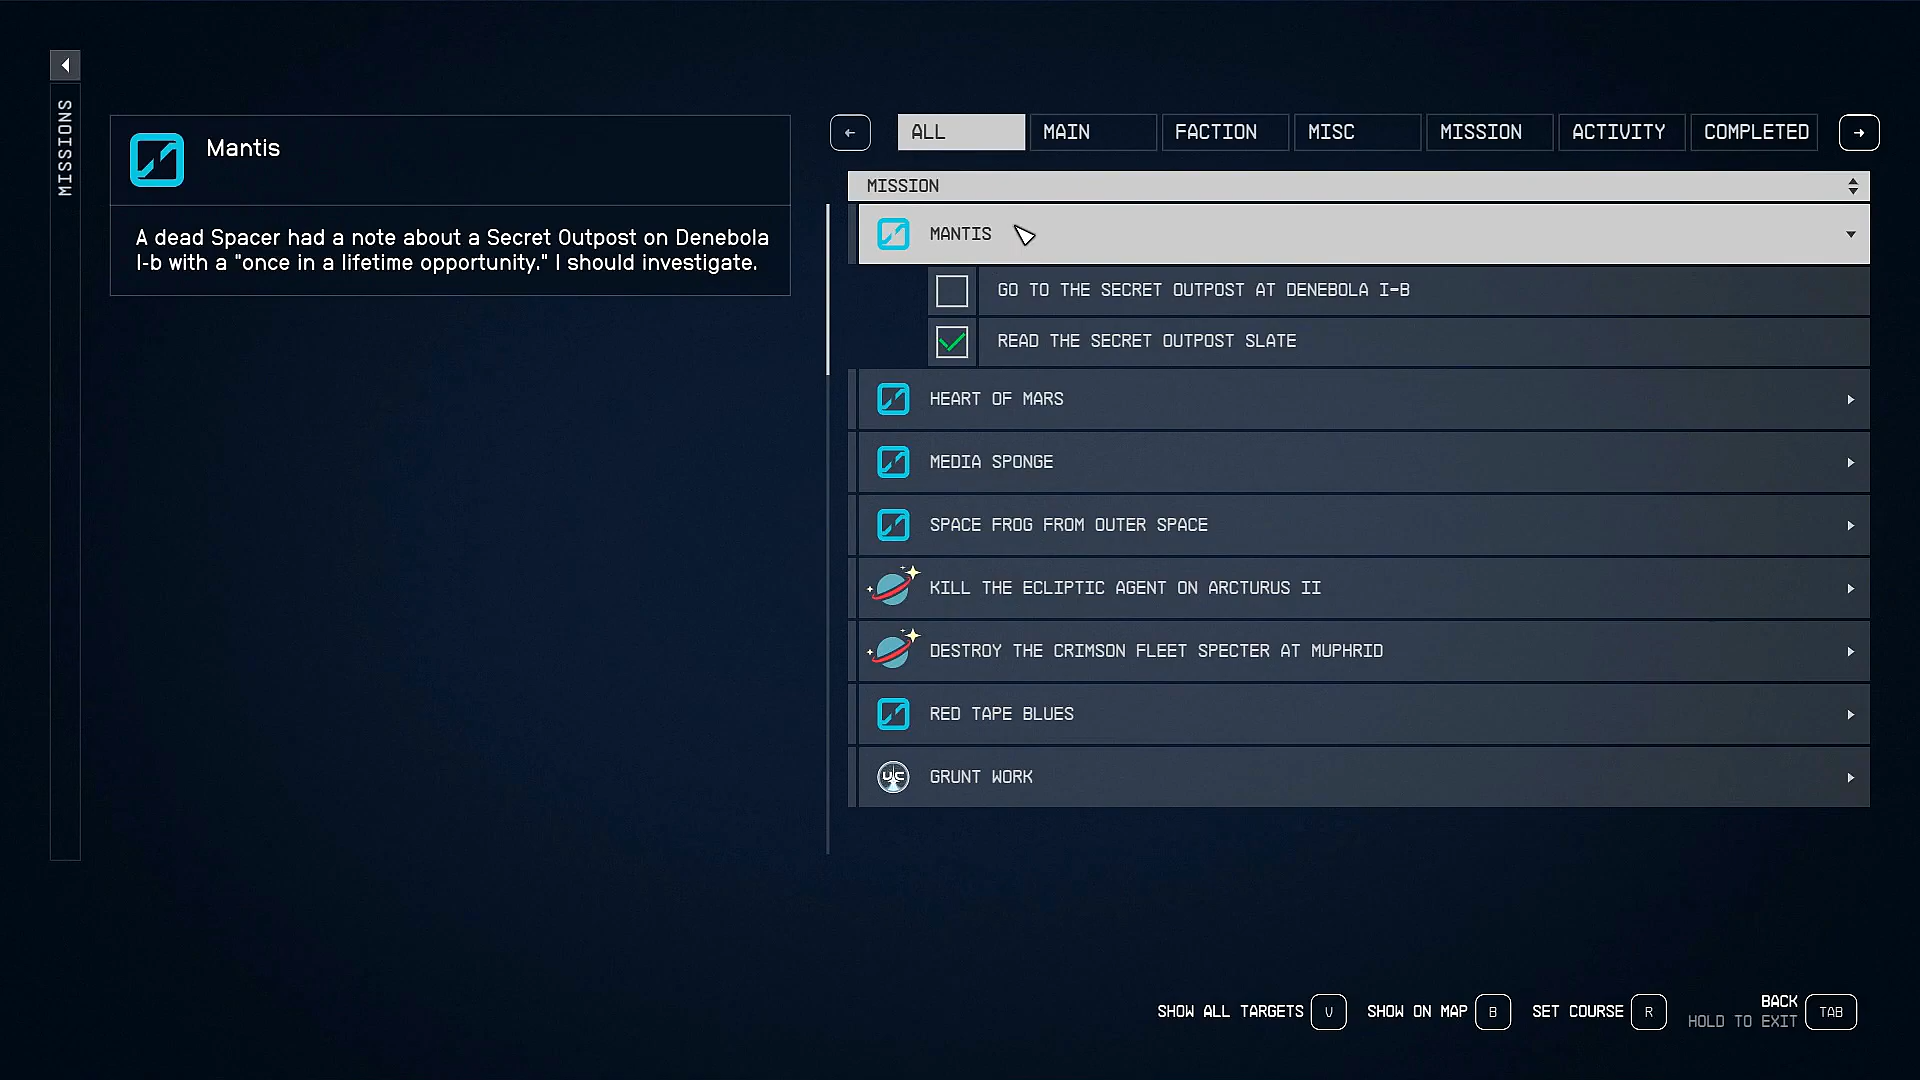 MISSIONS
Mantis
A dead Spacer had a note about a Secret Outpost on Denebola
I-b with a "once in a lifetime opportunity." I should investigate.
ALL MAIN FACTION MISC MISSION ACTIVITY COMPLETED
MISSION
MANTIS
GO TO THE SECRET OUTPOST AT DENEBOLA I-B
READ THE SECRET OUTPOST SLATE
HEART OF MARS
MEDIA SPONGE
SPACE FROG FROM OUTER SPACE
KILL THE ECLIPTIC AGENT ON ARCTURUS II
DESTROY THE CRIMSON FLEET SPECTER AT MUPHRID
RED TAPE BLUES
UC GRUNT WORK
SHOW ALL TARGETS V SHOW ON MAP B SET COURSE R BACK TAB
HOLD TO EXIT